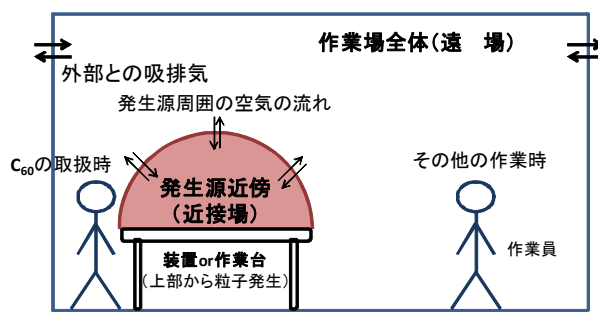 作業場全体(遠　場)
外部との吸排気
発生源周囲の空気の流れ
C₆₀の取扱時
その他の作業時
発生源近傍
(近接場)
作業員
装置or作業台
(上部から粒子発生)